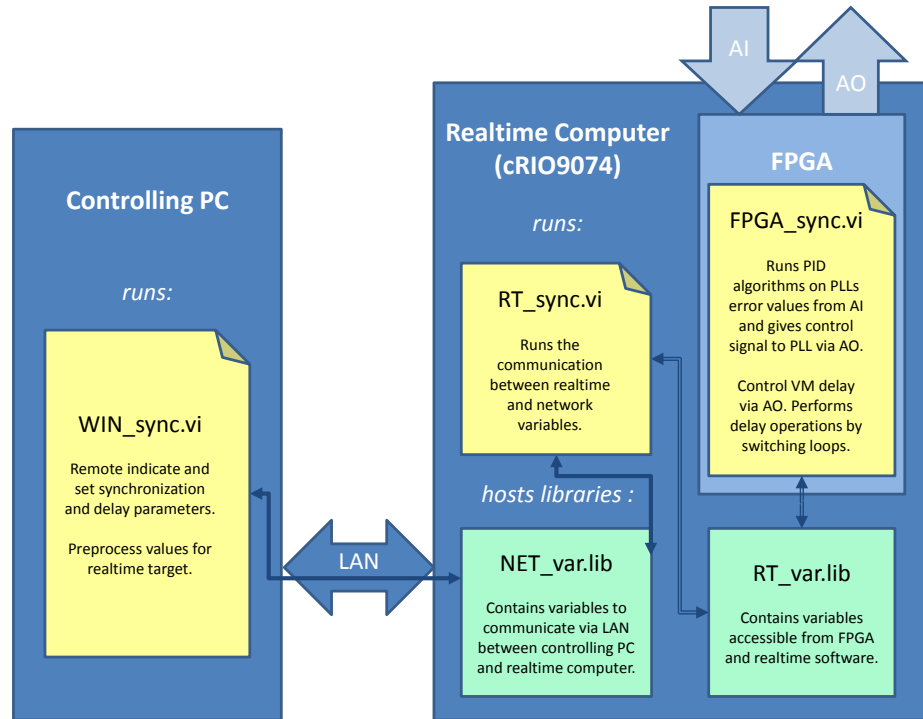 AI
AO
Controlling PC
runs:
WIN_sync.vi
Remote indicate and
set synchronization
and delay parameters.
Preprocess values for
realtime target.
LAN
Realtime Computer
(cRIO9074)
runs:
RT_sync.vi
Runs the
communication
between realtime
and network
variables.
hosts libraries :
NET_var.lib
Contains variables to
communicate via LAN
between controlling PC
and realtime computer.
FPGA
FPGA_sync.vi
Runs PID
algorithms on PLLs
error values from AI
and gives control
signal to PLL via AO.
Control VM delay
via AO. Performs
delay operations by
switching loops.
RT_var.lib
Contains variables
accessible from FPGA
and realtime software.